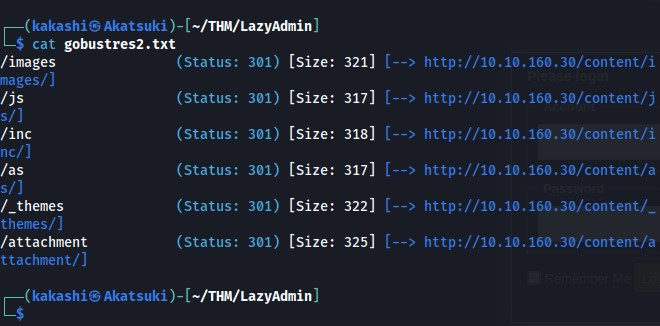 ┌──(kakashi㉿Akatsuki)-[~/THM/LazyAdmin]
└─$ cat gobustres2.txt
/images               (Status: 301) [Size: 321] [--> http://10.10.160.30/content/i
mages/]
/js                   (Status: 301) [Size: 317] [--> http://10.10.160.30/content/j
s/]
/inc                  (Status: 301) [Size: 318] [--> http://10.10.160.30/content/i
nc/]
/as                   (Status: 301) [Size: 317] [--> http://10.10.160.30/content/a
s/]
/_themes              (Status: 301) [Size: 322] [--> http://10.10.160.30/content/_
themes/]
/attachment           (Status: 301) [Size: 325] [--> http://10.10.160.30/content/a
ttachment/]
┌──(kakashi㉿Akatsuki)-[~/THM/LazyAdmin]
└─$
Please login
Account
Password
Remember Me